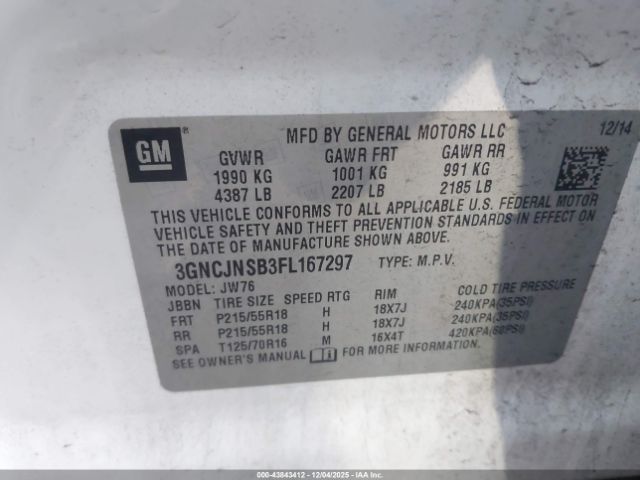 GM
MFD BY GENERAL MOTORS LLC 12/14
GVWR GAWR FRT GAWR RR
1990 KG 1001 KG 991 KG
4387 LB 2207 LB 2185 LB
THIS VEHICLE CONFORMS TO ALL APPLICABLE U.S. FEDERAL MOTOR
VEHICLE SAFETY AND THEFT PREVENTION STANDARDS IN EFFECT ON
THE DATE OF MANUFACTURE SHOWN ABOVE.
3GNCJNSB3FL167297 TYPE: M.P.V.
MODEL: JW76
JBBN TIRE SIZE SPEED RTG RIM COLD TIRE PRESSURE
FRT P215/55R18 H 18X7J 240KPA(35PSI)
RR P215/55R18 H 18X7J 240KPA(35PSI)
SPA T125/70R16 M 16X4T 420KPA(60PSI)
SEE OWNER'S MANUAL FOR MORE INFORMATION.
000-43843412 - 12/04/2025 - IAAI.CA